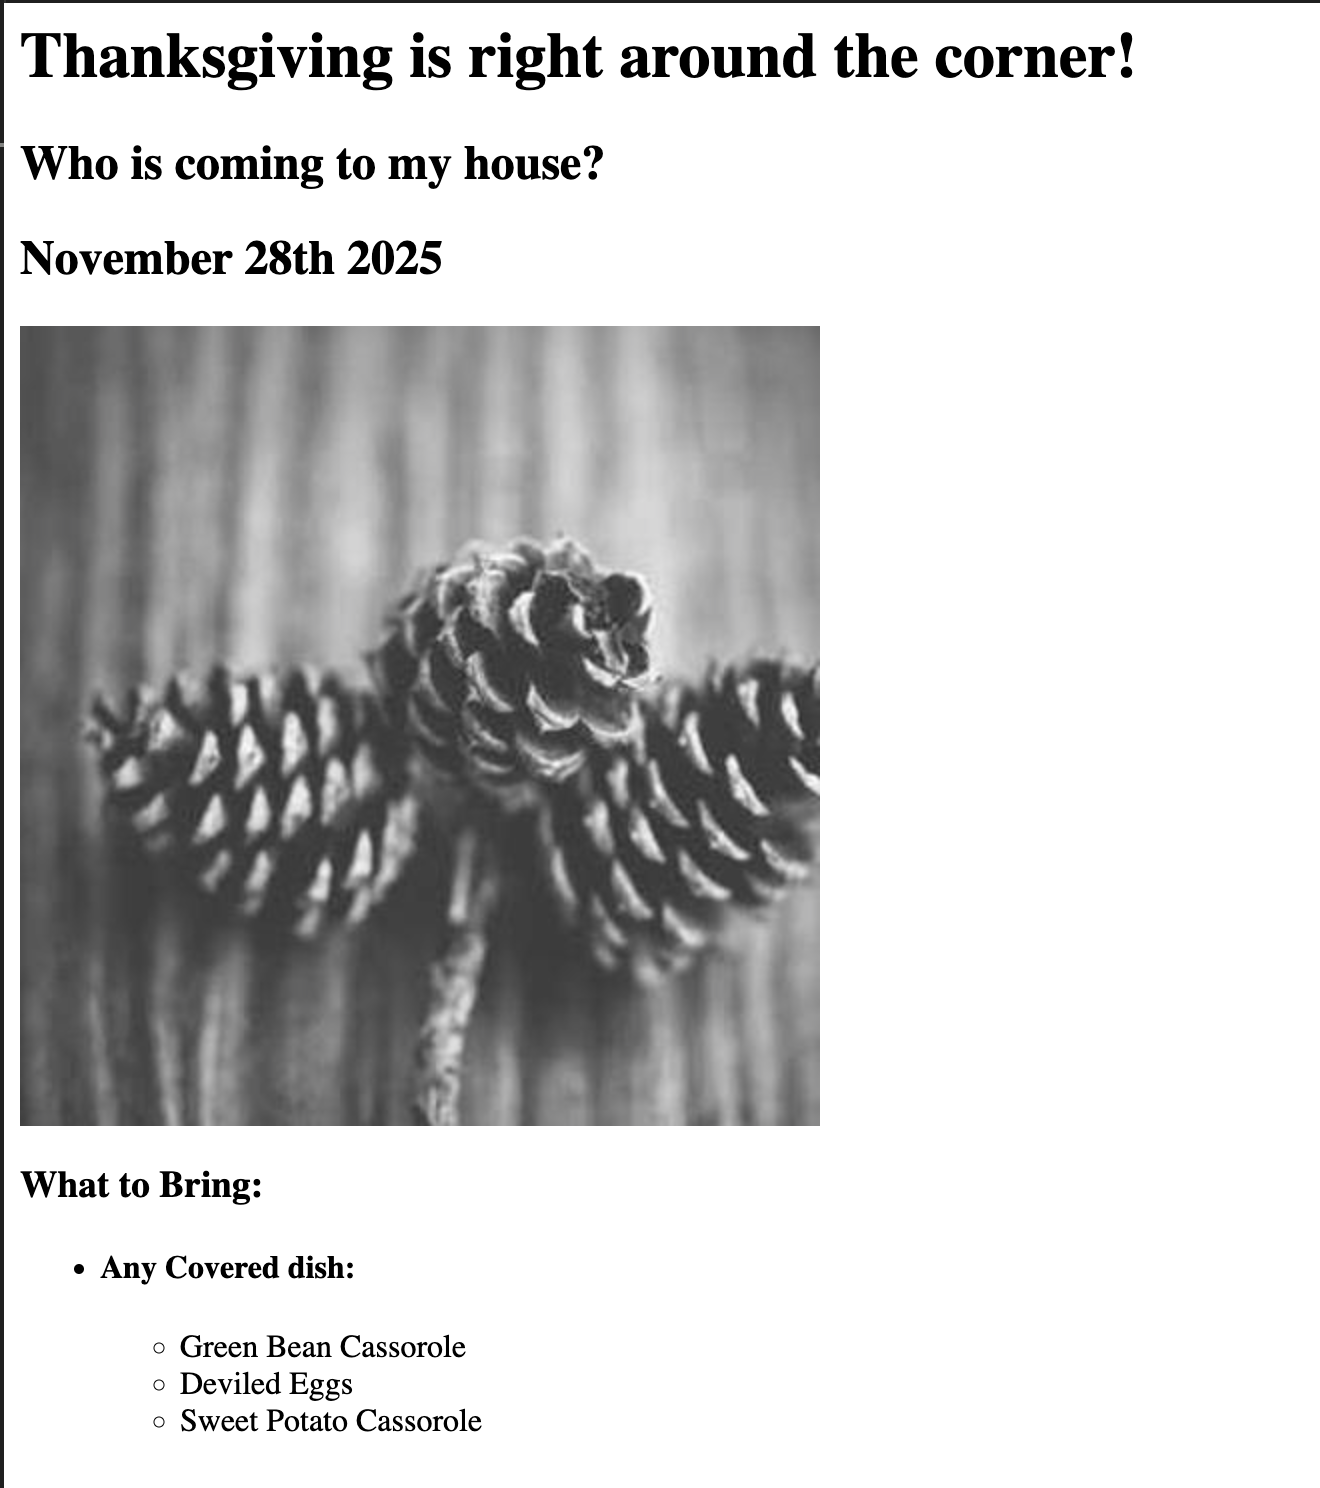 Thanksgiving is right around the corner!
Who is coming to my house?
November 28th 2025
What to Bring:
Any Covered dish:
Green Bean Cassorole
Deviled Eggs
Sweet Potato Cassorole